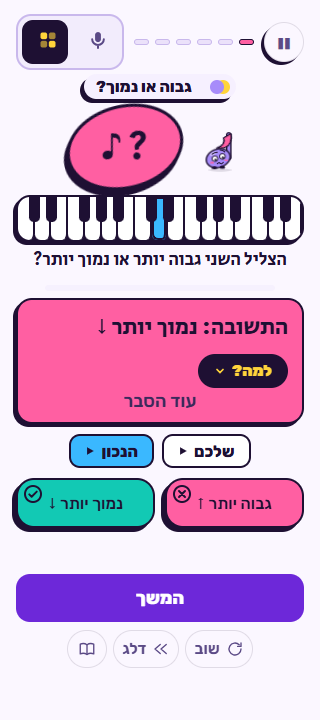 גבוה או נמוך?
♪?
הצליל השני גבוה יותר או נמוך יותר?
התשובה: נמוך יותר ↓
למה?
עוד הסבר
שלכם
הנכון
גבוה יותר ↑
נמוך יותר ↓
המשך
שוב
דלג